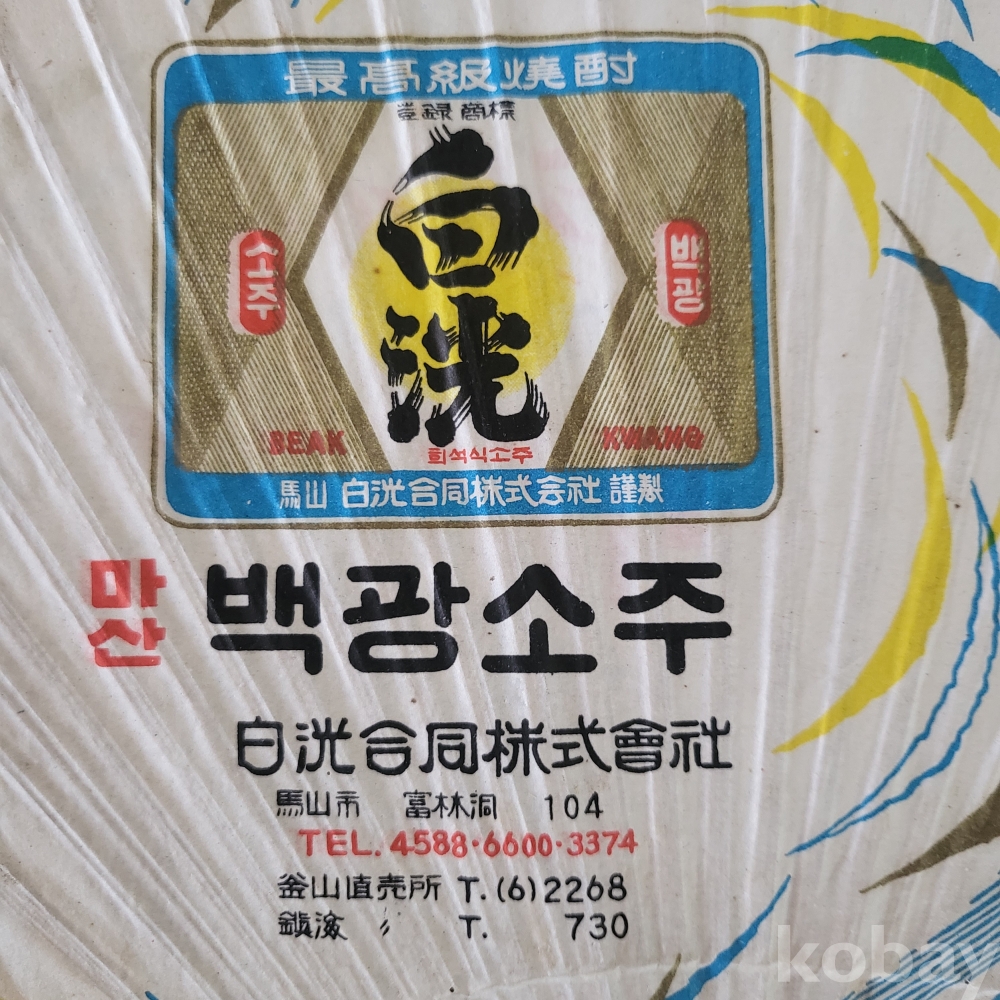 最高級燒酎
登録商標
白洸
소주
백광
BEAK
KWANG
희석식소주
馬山 白洸合同株式会社 謹製
마산
백광소주
白洸合同株式會社
馬山市 富林洞 104
TEL. 4588·6600·3374
釜山直売所 T.(6)2268
鎭海 〃 T. 730
kobay